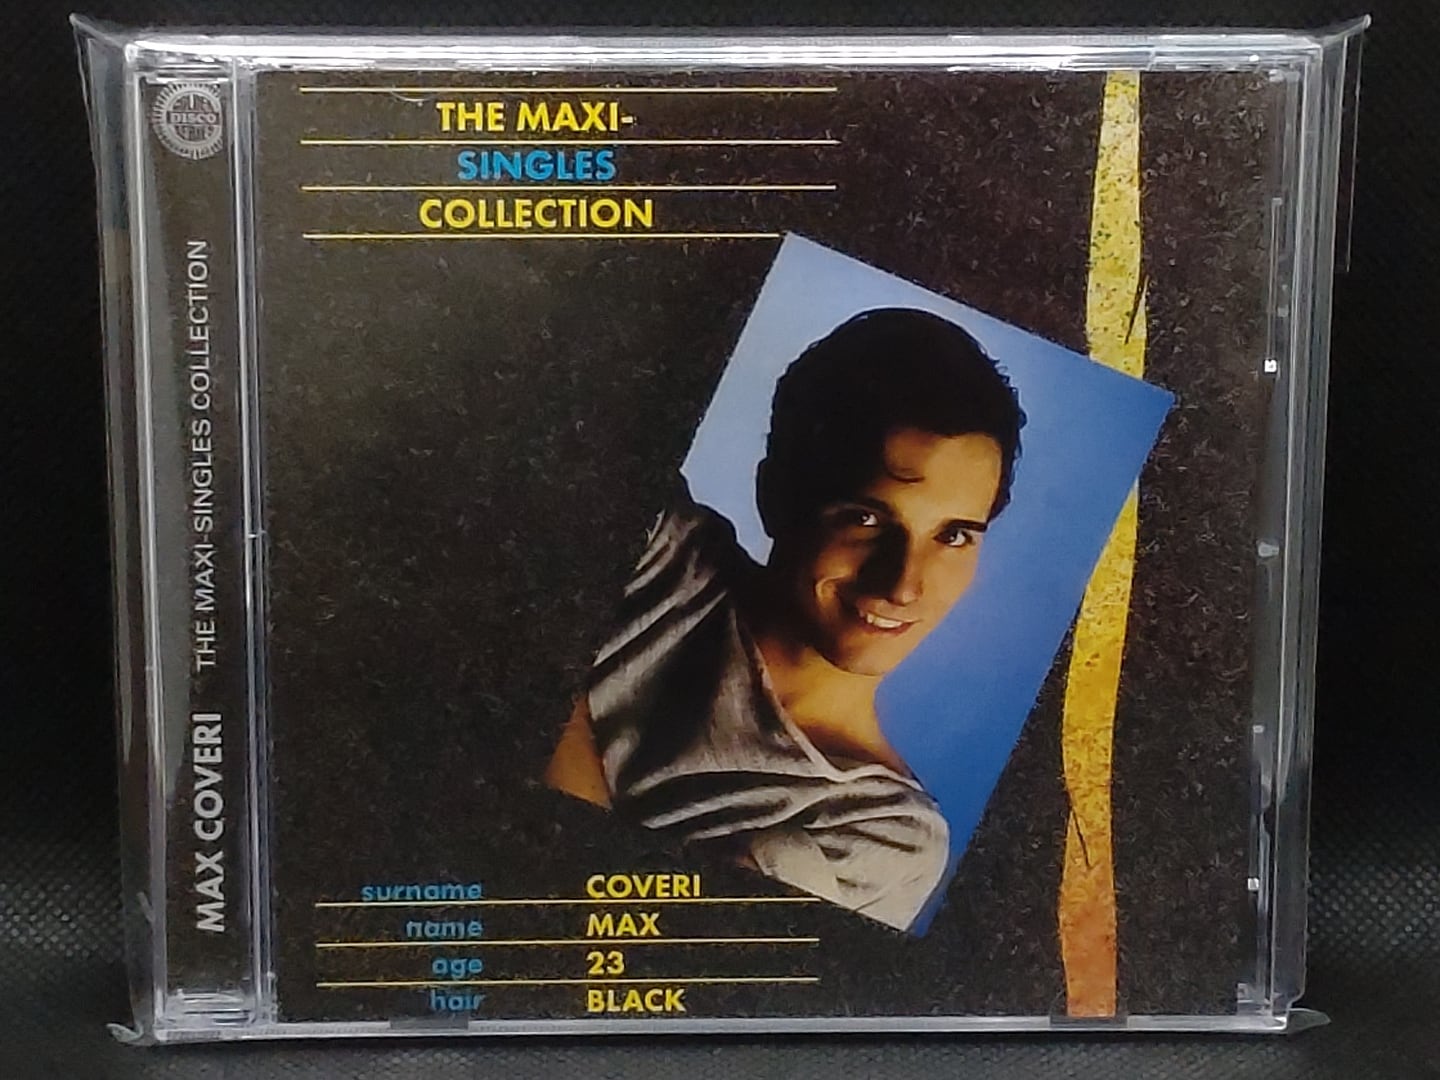 DISCO
MAX COVERI THE MAXI-SINGLES COLLECTION
THE MAXI-
SINGLES
COLLECTION
surname COVERI
name MAX
age 23
hair BLACK